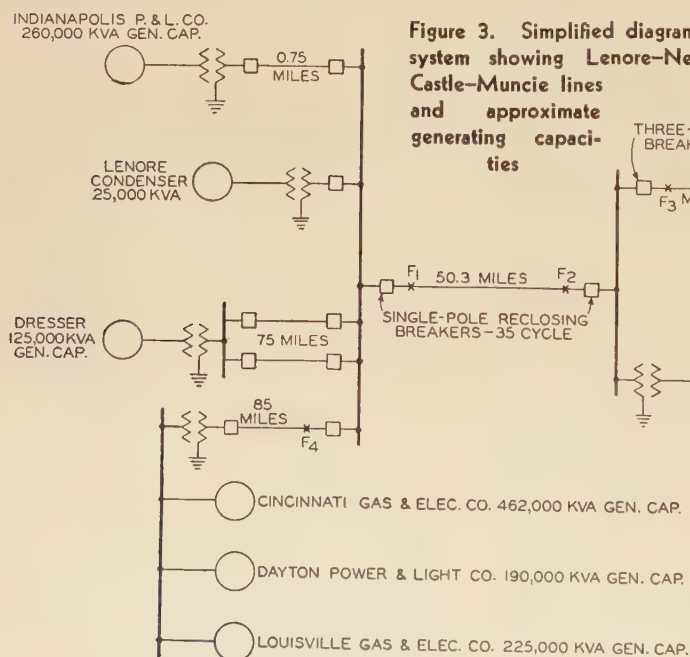 INDIANAPOLIS P. & L. CO.
260,000 KVA GEN. CAP.
0.75
MILES
Figure 3. Simplified diagram
system showing Lenore–Ne
Castle–Muncie lines
and approximate
generating capaci-
ties
THREE-
BREAK
F3
LENORE
CONDENSER
25,000 KVA
F1
50.3 MILES
F2
SINGLE-POLE RECLOSING
BREAKERS–35 CYCLE
DRESSER
125,000 KVA
GEN. CAP.
75 MILES
85
MILES
F4
CINCINNATI GAS & ELEC. CO. 462,000 KVA GEN. CAP.
DAYTON POWER & LIGHT CO. 190,000 KVA GEN. CAP.
LOUISVILLE GAS & ELEC. CO. 225,000 KVA GEN. CAP.